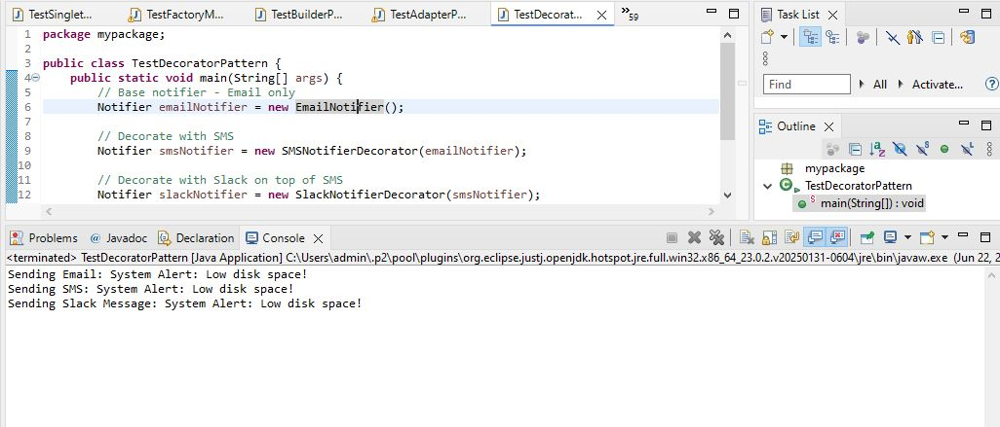 TestSinglet... TestFactoryM... TestBuilderP... TestAdapterP... TestDecorat... »59
1 package mypackage;
2
3 public class TestDecoratorPattern {
4 public static void main(String[] args) {
5 // Base notifier - Email only
6 Notifier emailNotifier = new EmailNotifier();
7
8 // Decorate with SMS
9 Notifier smsNotifier = new SMSNotifierDecorator(emailNotifier);
10
11 // Decorate with Slack on top of SMS
12 Notifier slackNotifier = new SlackNotifierDecorator(smsNotifier);
Task List
Find All Activate...
Outline
mypackage
TestDecoratorPattern
main(String[]) : void
Problems Javadoc Declaration Console
<terminated> TestDecoratorPattern [Java Application] C:\Users\admin\.p2\pool\plugins\org.eclipse.justj.openjdk.hotspot.jre.full.win32.x86_64_23.0.2.v20250131-0604\jre\bin\javaw.exe (Jun 22, 2
Sending Email: System Alert: Low disk space!
Sending SMS: System Alert: Low disk space!
Sending Slack Message: System Alert: Low disk space!